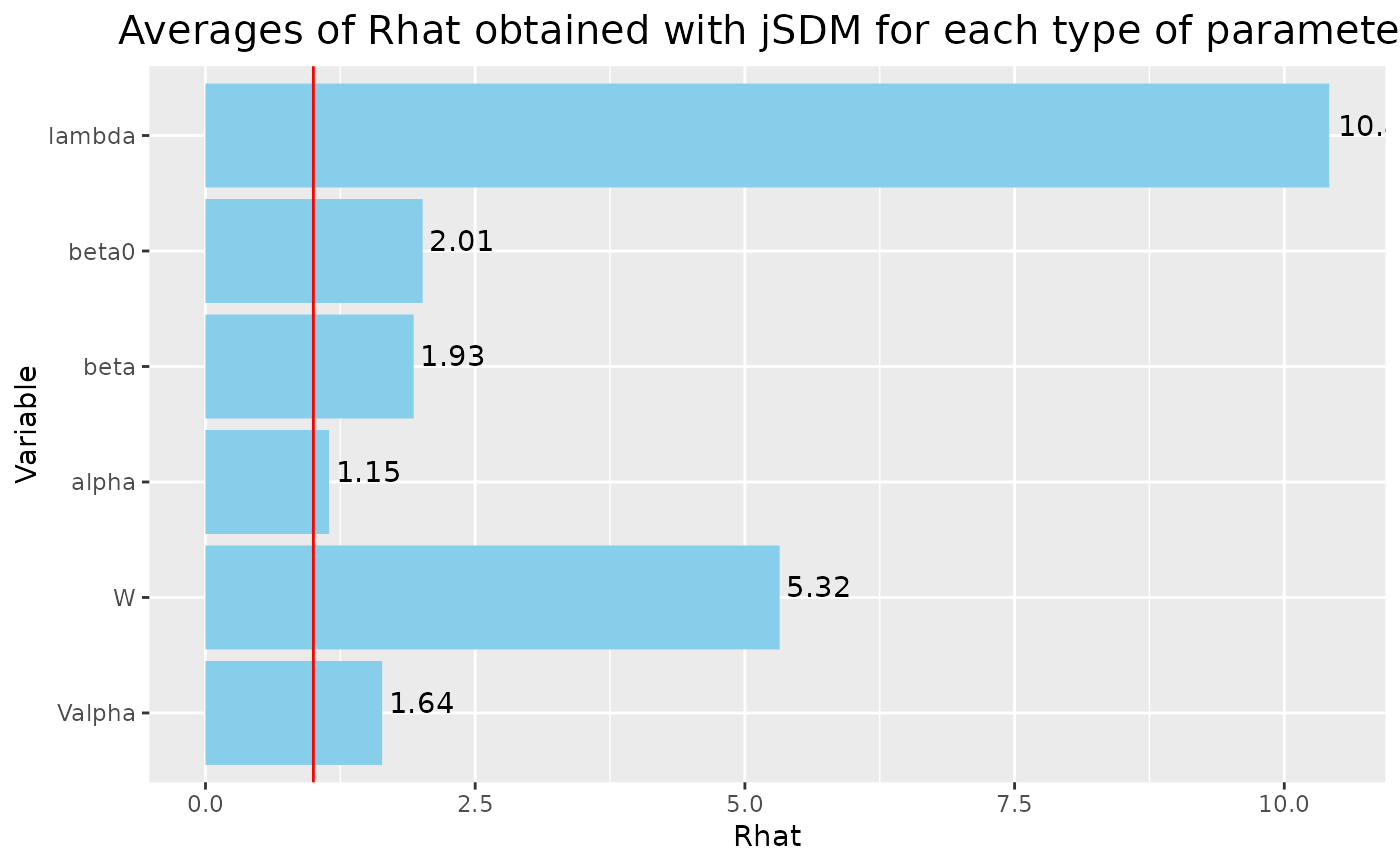 Averages of Rhat obtained with jSDM for each type of paramete
lambda
10.
beta0
2.01
beta
1.93
alpha
1.15
W
5.32
Valpha
1.64
Variable
0.0
2.5
5.0
7.5
10.0
Rhat